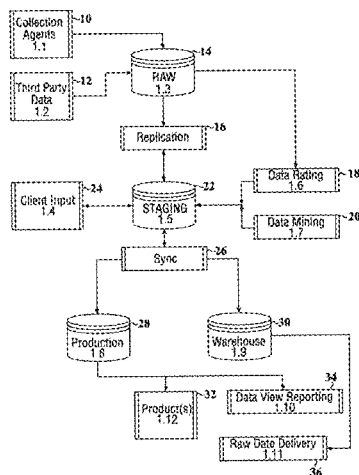 Collection
Agents
1.1
10
14
RAW
1.3
12
Third Party
Data
1.2
16
Replication
18
Data Rating
1.6
24
Client Input
1.4
22
STAGING
1.5
Data Mining
1.7
20
26
Sync
28
Production
1.8
30
Warehouse
1.9
32
Product(s)
1.12
34
Data View Reporting
1.10
Raw Data Delivery
1.11
36